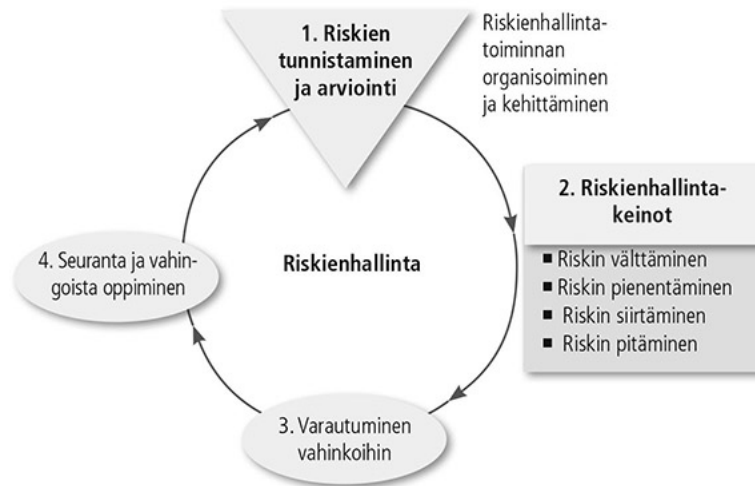 1. Riskien
tunnistaminen
ja arviointi
Riskienhallinta-
toiminnan
organisoiminen
ja kehittäminen
2. Riskienhallinta-
keinot
■ Riskin välttäminen
■ Riskin pienentäminen
■ Riskin siirtäminen
■ Riskin pitäminen
Riskienhallinta
4. Seuranta ja vahin-
goista oppiminen
3. Varautuminen
vahinkoihin